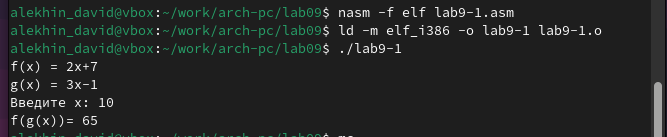 alekhin_david@vbox:~/work/arch-pc/lab09$ nasm -f elf lab9-1.asm
alekhin_david@vbox:~/work/arch-pc/lab09$ ld -m elf_i386 -o lab9-1 lab9-1.o
alekhin_david@vbox:~/work/arch-pc/lab09$ ./lab9-1
f(x) = 2x+7
g(x) = 3x-1
Введите x: 10
f(g(x))= 65
alekhin_david@vbox:~/work/arch-pc/lab09$